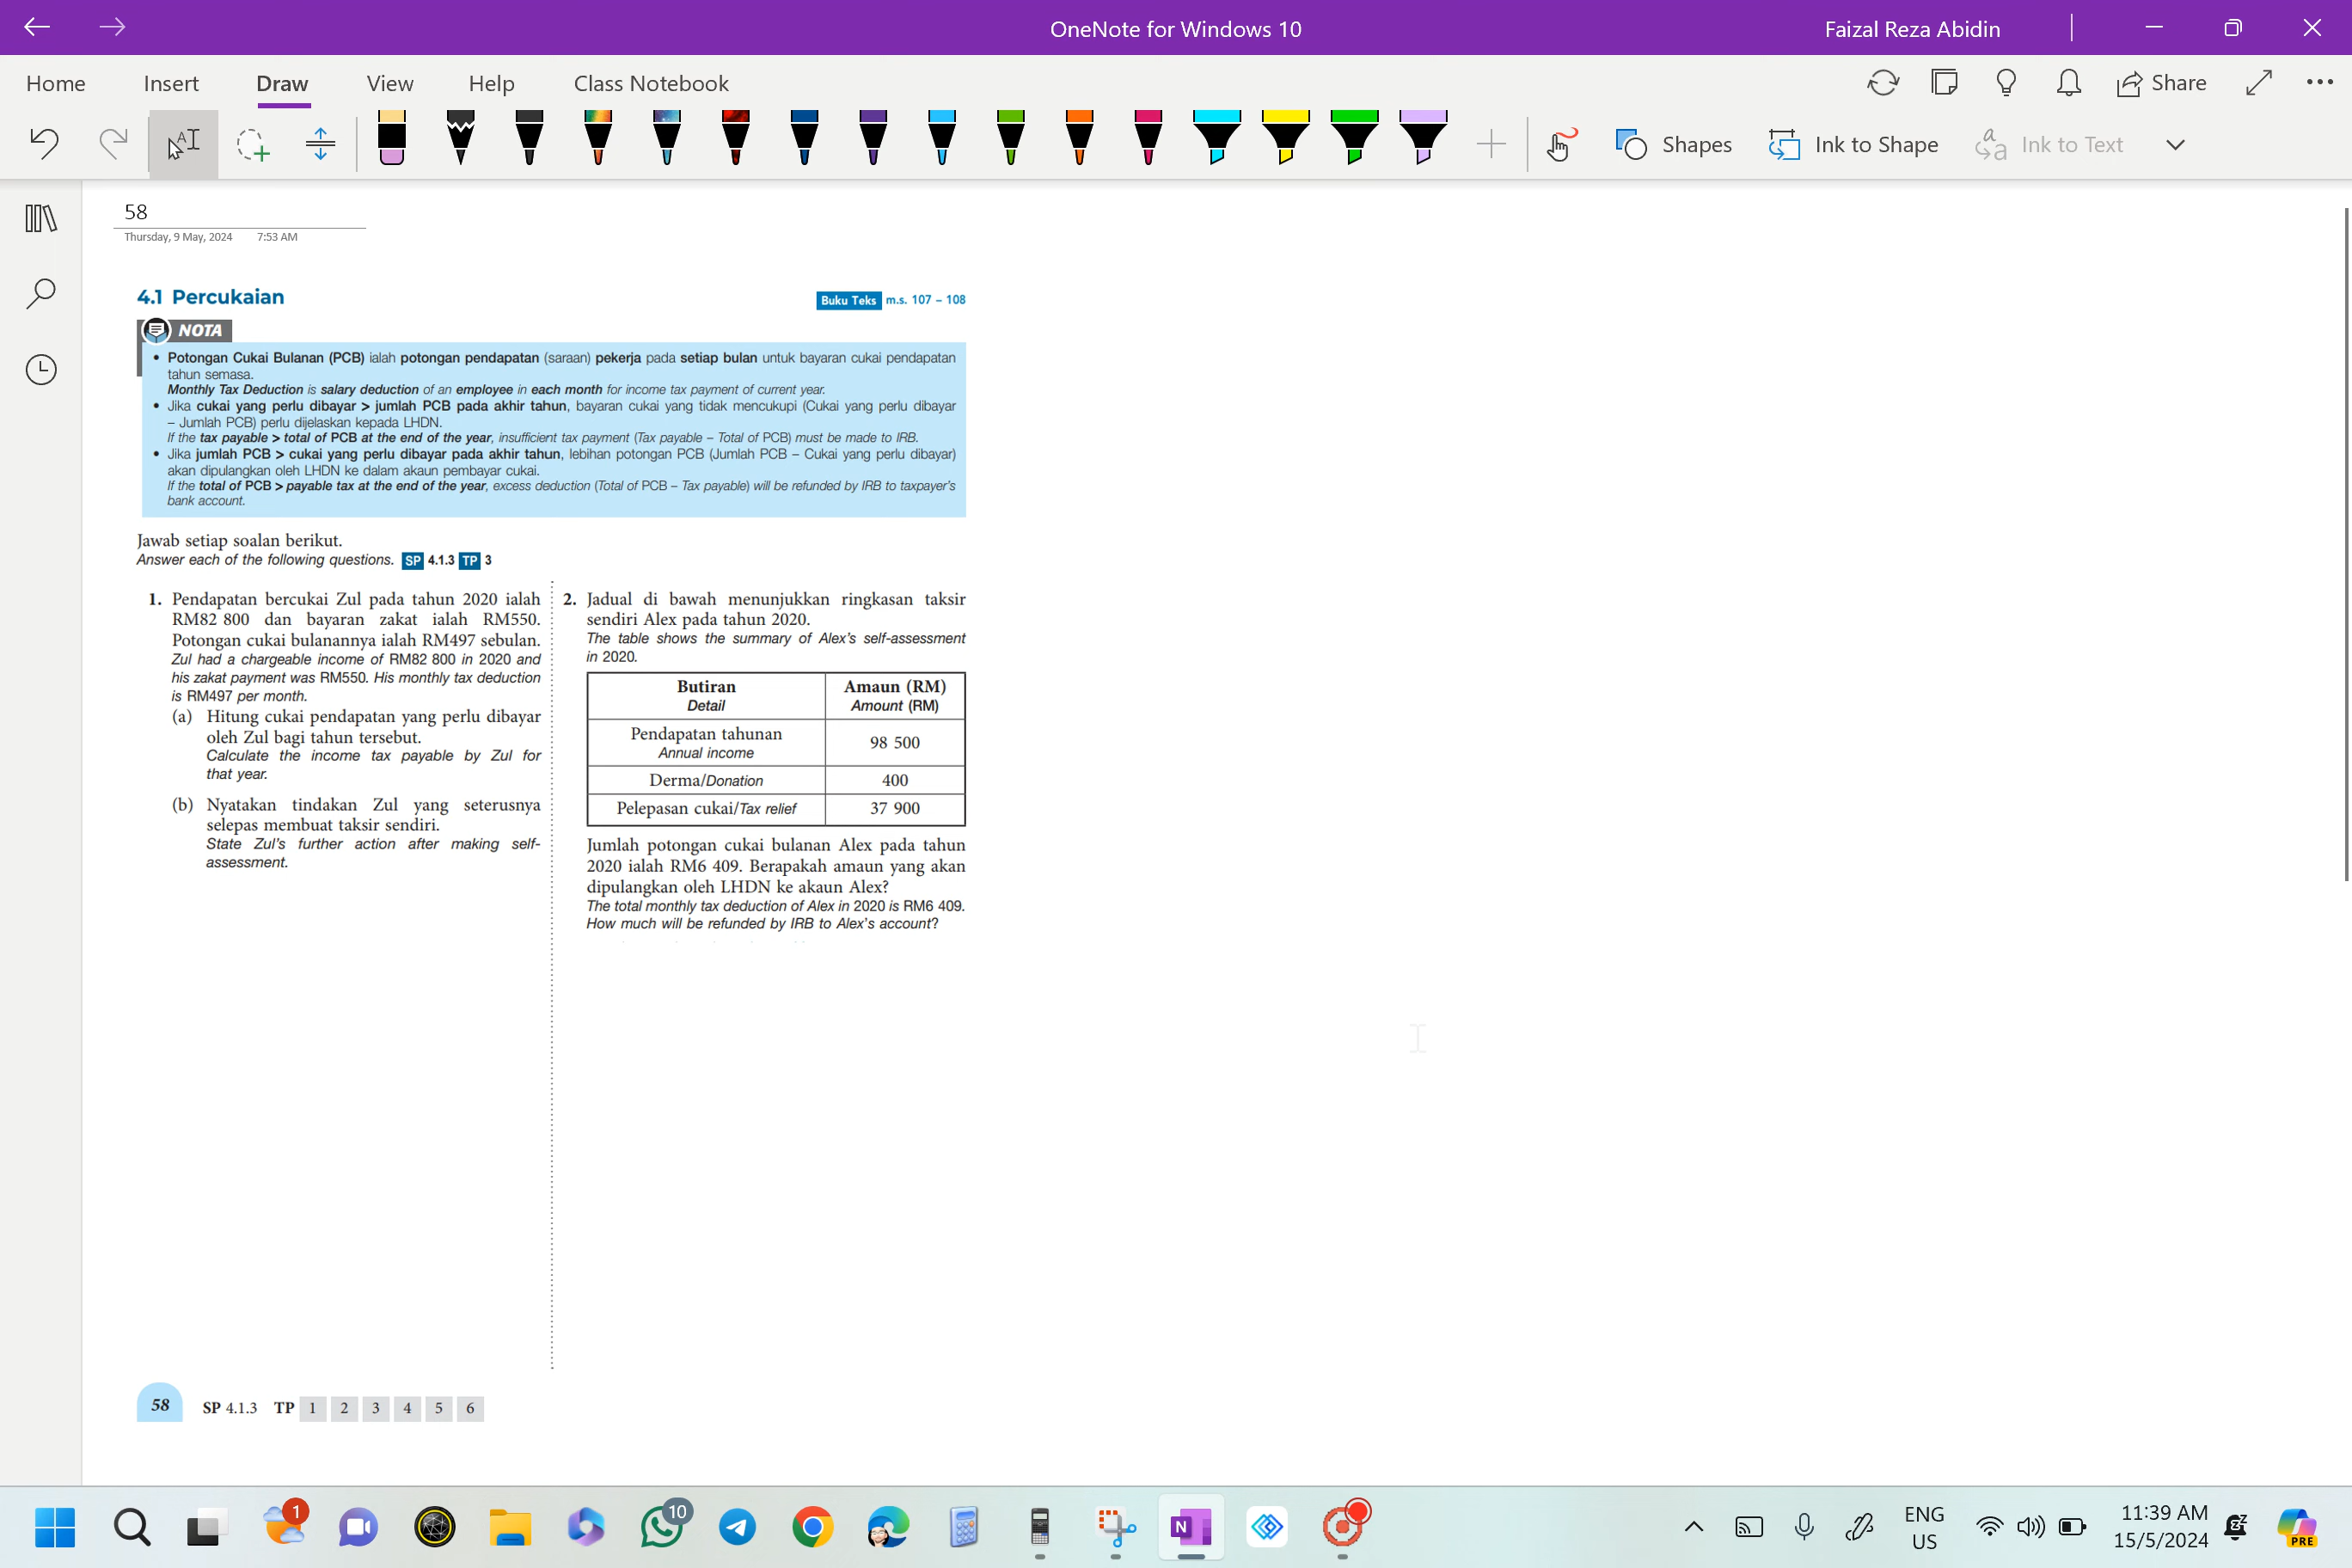 OneNote for Windows 10
Faizal Reza Abidin
Home Insert Draw View Help Class Notebook
Share
Shapes Ink to Shape Ink to Text
58
Thursday, 9 May, 2024 7:53 AM
4.1 Percukaian
Buku Teks m.s. 107 – 108
NOTA
• Potongan Cukai Bulanan (PCB) ialah potongan pendapatan (saraan) pekerja pada setiap bulan untuk bayaran cukai pendapatan
tahun semasa.
Monthly Tax Deduction is salary deduction of an employee in each month for income tax payment of current year.
• Jika cukai yang perlu dibayar > jumlah PCB pada akhir tahun, bayaran cukai yang tidak mencukupi (Cukai yang perlu dibayar
– Jumlah PCB) perlu dijelaskan kepada LHDN.
If the tax payable > total of PCB at the end of the year, insufficient tax payment (Tax payable – Total of PCB) must be made to IRB.
• Jika jumlah PCB > cukai yang perlu dibayar pada akhir tahun, lebihan potongan PCB (Jumlah PCB – Cukai yang perlu dibayar)
akan dipulangkan oleh LHDN ke dalam akaun pembayar cukai.
If the total of PCB > payable tax at the end of the year, excess deduction (Total of PCB – Tax payable) will be refunded by IRB to taxpayer's
bank account.
Jawab setiap soalan berikut.
Answer each of the following questions. SP 4.1.3 TP 3
1. Pendapatan bercukai Zul pada tahun 2020 ialah
RM82 800 dan bayaran zakat ialah RM550.
Potongan cukai bulanannya ialah RM497 sebulan.
Zul had a chargeable income of RM82 800 in 2020 and
his zakat payment was RM550. His monthly tax deduction
is RM497 per month.
(a) Hitung cukai pendapatan yang perlu dibayar
oleh Zul bagi tahun tersebut.
Calculate the income tax payable by Zul for
that year.
(b) Nyatakan tindakan Zul yang seterusnya
selepas membuat taksir sendiri.
State Zul's further action after making self-
assessment.
2. Jadual di bawah menunjukkan ringkasan taksir
sendiri Alex pada tahun 2020.
The table shows the summary of Alex's self-assessment
in 2020.
Butiran Amaun (RM)
Detail Amount (RM)
Pendapatan tahunan
Annual income
98 500
Derma/Donation 400
Pelepasan cukai/Tax relief 37 900
Jumlah potongan cukai bulanan Alex pada tahun
2020 ialah RM6 409. Berapakah amaun yang akan
dipulangkan oleh LHDN ke akaun Alex?
The total monthly tax deduction of Alex in 2020 is RM6 409.
How much will be refunded by IRB to Alex's account?
58 SP 4.1.3 TP 1 2 3 4 5 6
1
10
N
ENG
US
11:39 AM
15/5/2024
PRE